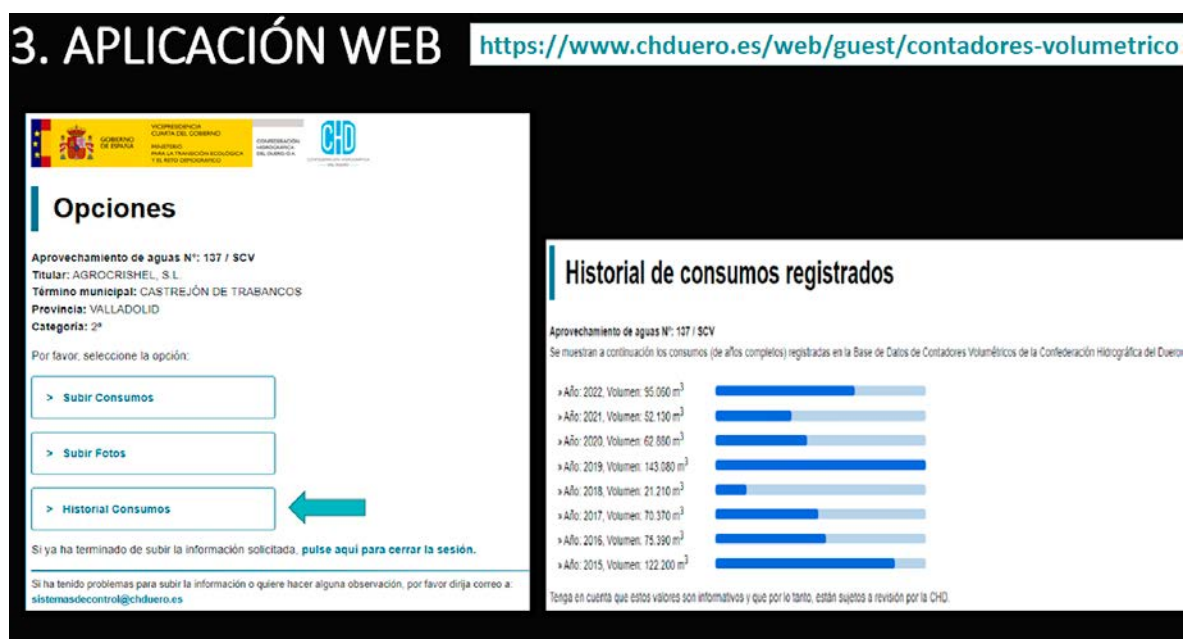 3. APLICACIÓN WEB
https://www.chduero.es/web/guest/contadores-volumetrico
GOBIERNO
DE ESPAÑA
VICEPRESIDENCIA
CUARTA DEL GOBIERNO
MINISTERIO
PARA LA TRANSICIÓN ECOLÓGICA
Y EL RETO DEMOGRÁFICO
CONFEDERACIÓN
HIDROGRÁFICA
DEL DUERO O.A.
CHD
CONFEDERACIÓN HIDROGRÁFICA
DEL DUERO
Opciones
Aprovechamiento de aguas Nº: 137 / SCV
Titular: AGROCRISHEL, S.L.
Término municipal: CASTREJÓN DE TRABANCOS
Provincia: VALLADOLID
Categoría: 2ª
Por favor, seleccione la opción:
> Subir Consumos
> Subir Fotos
> Historial Consumos
Si ya ha terminado de subir la información solicitada, pulse aquí para cerrar la sesión.
Si ha tenido problemas para subir la información o quiere hacer alguna observación, por favor dirija correo a:
sistemasdecontrol@chduero.es
Historial de consumos registrados
Aprovechamiento de aguas Nº: 137 / SCV
Se muestran a continuación los consumos (de años completos) registradas en la Base de Datos de Contadores Volumétricos de la Confederación Hidrográfica del Duero
» Año: 2022, Volumen: 95.060 m³
» Año: 2021, Volumen: 52.130 m³
» Año: 2020, Volumen: 62.880 m³
» Año: 2019, Volumen: 143.080 m³
» Año: 2018, Volumen: 21.210 m³
» Año: 2017, Volumen: 70.370 m³
» Año: 2016, Volumen: 75.390 m³
» Año: 2015, Volumen: 122.200 m³
Tenga en cuenta que estos valores son informativos y que por lo tanto, están sujetos a revisión por la CHD.